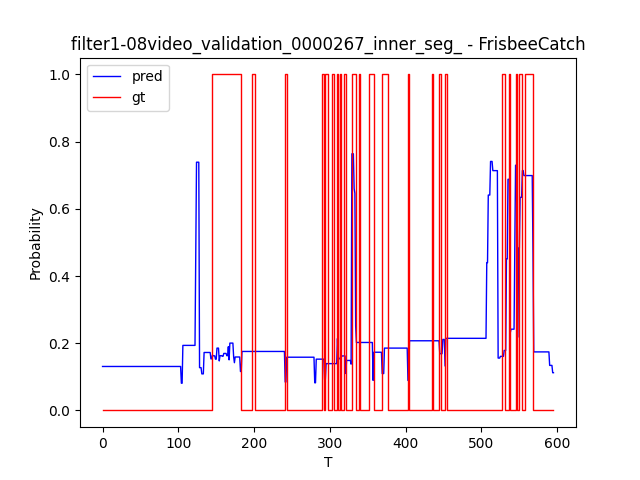 filter1-08video_validation_0000267_inner_seg_ - FrisbeeCatch
pred
gt
1.0
0.8
0.6
0.4
0.2
0.0
Probability
0 100 200 300 400 500 600
T